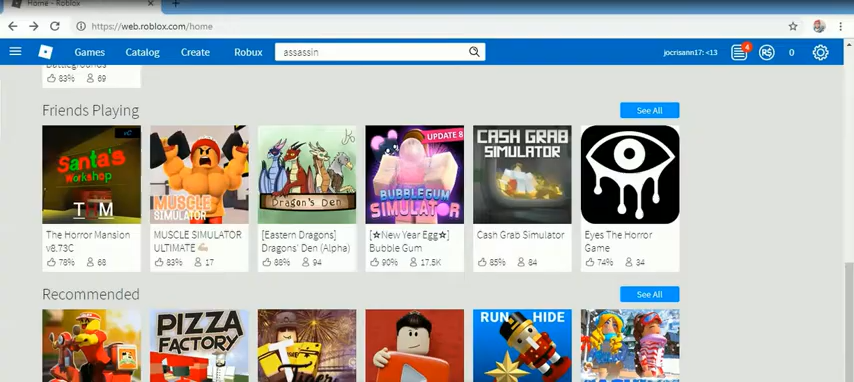 Home - Roblox
https://web.roblox.com/home
Games Catalog Create Robux assassin jocrisann17: <13 4 0
83% 69
Friends Playing See All
Santa's
Workshop
MUSCLE
SIMULATOR
Dragon's Den
UPDATE 8
BUBBLEGUM
SIMULATOR
CASH GRAB
SIMULATOR
The Horror Mansion
v8.73C
78% 68
MUSCLE SIMULATOR
ULTIMATE 💪🏼
83% 17
[Eastern Dragons]
Dragons' Den (Alpha)
88% 94
[☆New Year Egg☆]
Bubble Gum
90% 17.5K
Cash Grab Simulator
85% 84
Eyes The Horror
Game
74% 34
Recommended See All
PIZZA
FACTORY
RUN HIDE